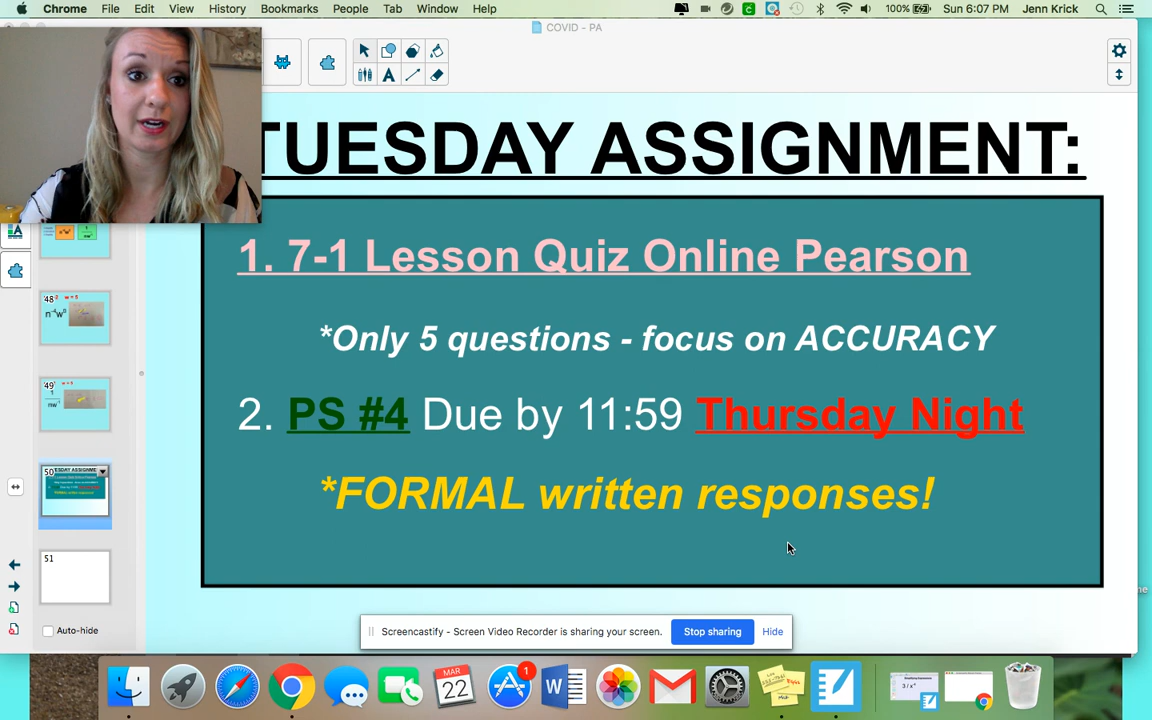 Chrome File Edit View History Bookmarks People Tab Window Help 100% Sun 6:07 PM Jenn Krick
COVID - PA
TUESDAY ASSIGNMENT:
1. 7-1 Lesson Quiz Online Pearson
*Only 5 questions - focus on ACCURACY
2. PS #4 Due by 11:59 Thursday Night
*FORMAL written responses!
48
49
50
51
Auto-hide
Screencastify - Screen Video Recorder is sharing your screen. Stop sharing Hide
MAR
22
1